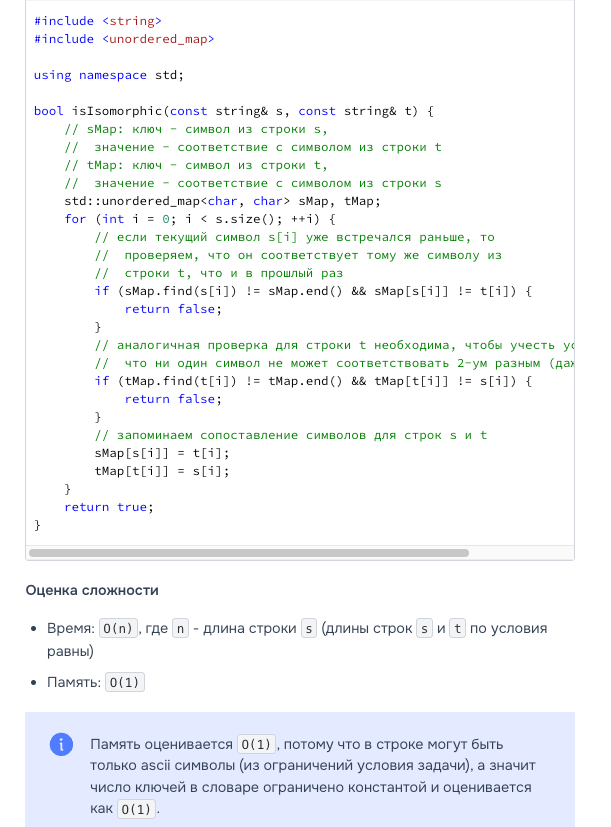 #include <string>
#include <unordered_map>
using namespace std;
bool isIsomorphic(const string& s, const string& t) {
    // sMap: ключ - символ из строки s,
    //  значение - соответствие с символом из строки t
    // tMap: ключ - символ из строки t,
    //  значение - соответствие с символом из строки s
    std::unordered_map<char, char> sMap, tMap;
    for (int i = 0; i < s.size(); ++i) {
        // если текущий символ s[i] уже встречался раньше, то
        //  проверяем, что он соответствует тому же символу из
        //  строки t, что и в прошлый раз
        if (sMap.find(s[i]) != sMap.end() && sMap[s[i]] != t[i]) {
            return false;
        }
        // аналогичная проверка для строки t необходима, чтобы учесть
        //  что ни один символ не может соответствовать 2-ум разным
        if (tMap.find(t[i]) != tMap.end() && tMap[t[i]] != s[i]) {
            return false;
        }
        // запоминаем сопоставление символов для строк s и t
        sMap[s[i]] = t[i];
        tMap[t[i]] = s[i];
    }
    return true;
}
Оценка сложности
• Время: O(n), где n - длина строки s (длины строк s и t по условия
равны)
• Память: O(1)
Память оценивается O(1), потому что в строке могут быть
только ascii символы (из ограничений условия задачи), а значит
число ключей в словаре ограничено константой и оценивается
как O(1).